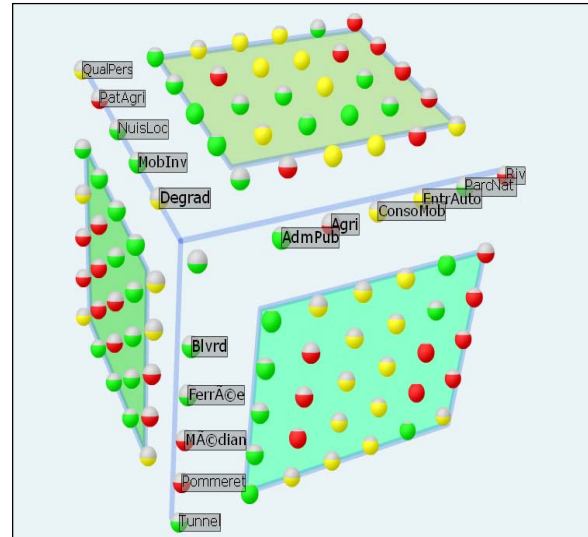 QualPers
PatAgri
NuisLoc
MobInv
Degrad
Riv
ParcNat
EntrAuto
ConsoMob
Agri
AdmPub
Blvrd
FerrÃ©e
MÃ©dian
Pommeret
Tunnel